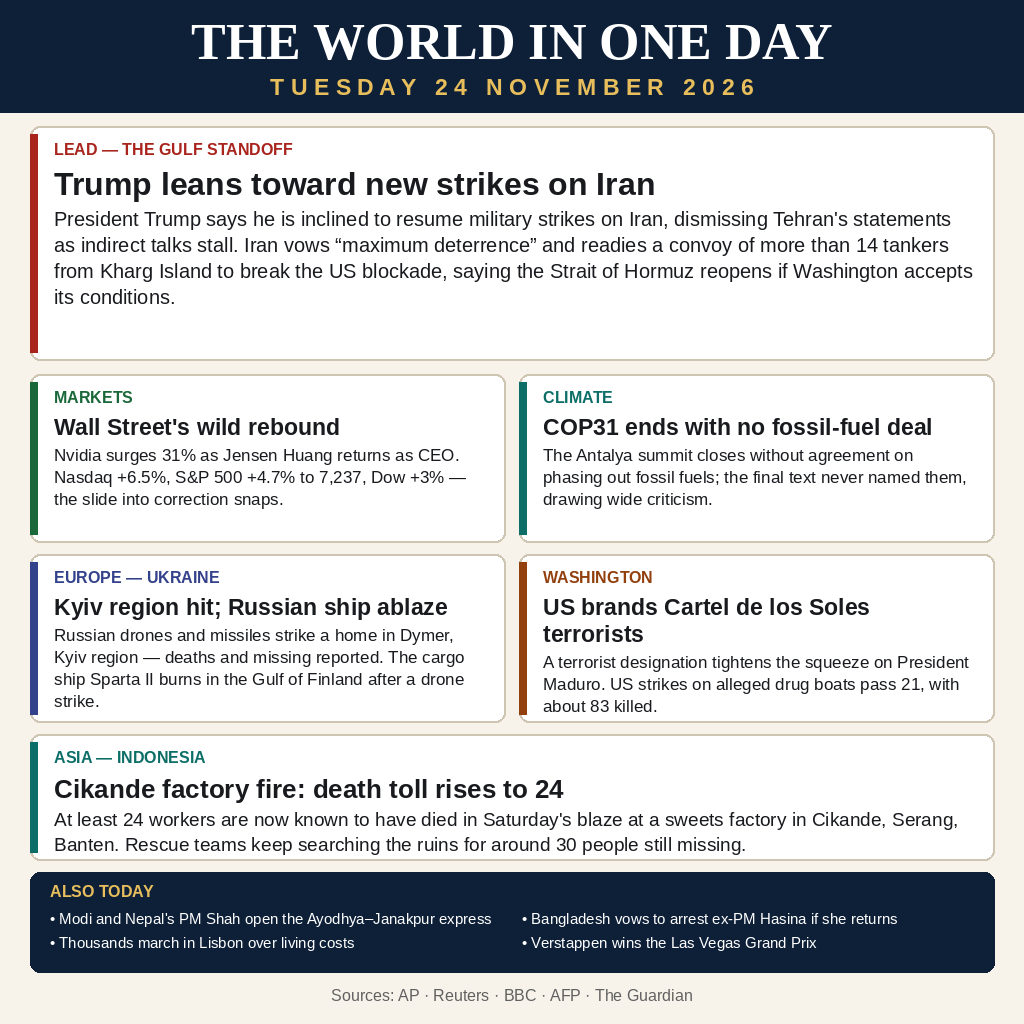 THE WORLD IN ONE DAY
TUESDAY 24 NOVEMBER 2026
LEAD — THE GULF STANDOFF
Trump leans toward new strikes on Iran
President Trump says he is inclined to resume military strikes on Iran, dismissing Tehran's statements
as indirect talks stall. Iran vows “maximum deterrence” and readies a convoy of more than 14 tankers
from Kharg Island to break the US blockade, saying the Strait of Hormuz reopens if Washington accepts
its conditions.
MARKETS
Wall Street's wild rebound
Nvidia surges 31% as Jensen Huang returns as CEO.
Nasdaq +6.5%, S&P 500 +4.7% to 7,237, Dow +3% —
the slide into correction snaps.
CLIMATE
COP31 ends with no fossil-fuel deal
The Antalya summit closes without agreement on
phasing out fossil fuels; the final text never named them,
drawing wide criticism.
EUROPE — UKRAINE
Kyiv region hit; Russian ship ablaze
Russian drones and missiles strike a home in Dymer,
Kyiv region — deaths and missing reported. The cargo
ship Sparta II burns in the Gulf of Finland after a drone
strike.
WASHINGTON
US brands Cartel de los Soles
terrorists
A terrorist designation tightens the squeeze on President
Maduro. US strikes on alleged drug boats pass 21, with
about 83 killed.
ASIA — INDONESIA
Cikande factory fire: death toll rises to 24
At least 24 workers are now known to have died in Saturday's blaze at a sweets factory in Cikande, Serang,
Banten. Rescue teams keep searching the ruins for around 30 people still missing.
ALSO TODAY
• Modi and Nepal's PM Shah open the Ayodhya–Janakpur express
• Thousands march in Lisbon over living costs
• Bangladesh vows to arrest ex-PM Hasina if she returns
• Verstappen wins the Las Vegas Grand Prix
Sources: AP · Reuters · BBC · AFP · The Guardian